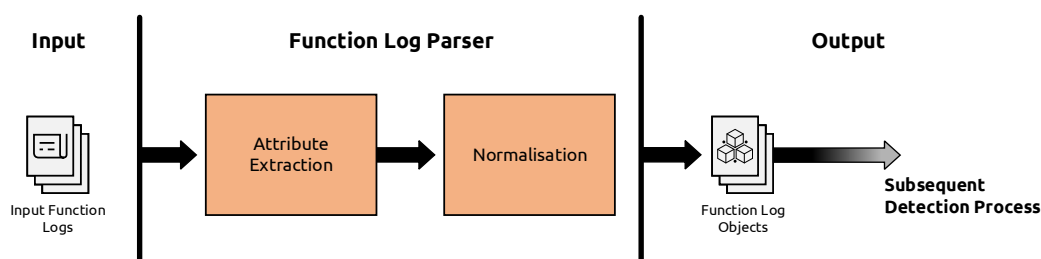 Input
Function Log Parser
Output
Attribute
Extraction
Normalisation
Input Function
Logs
Function Log
Objects
Subsequent
Detection Process